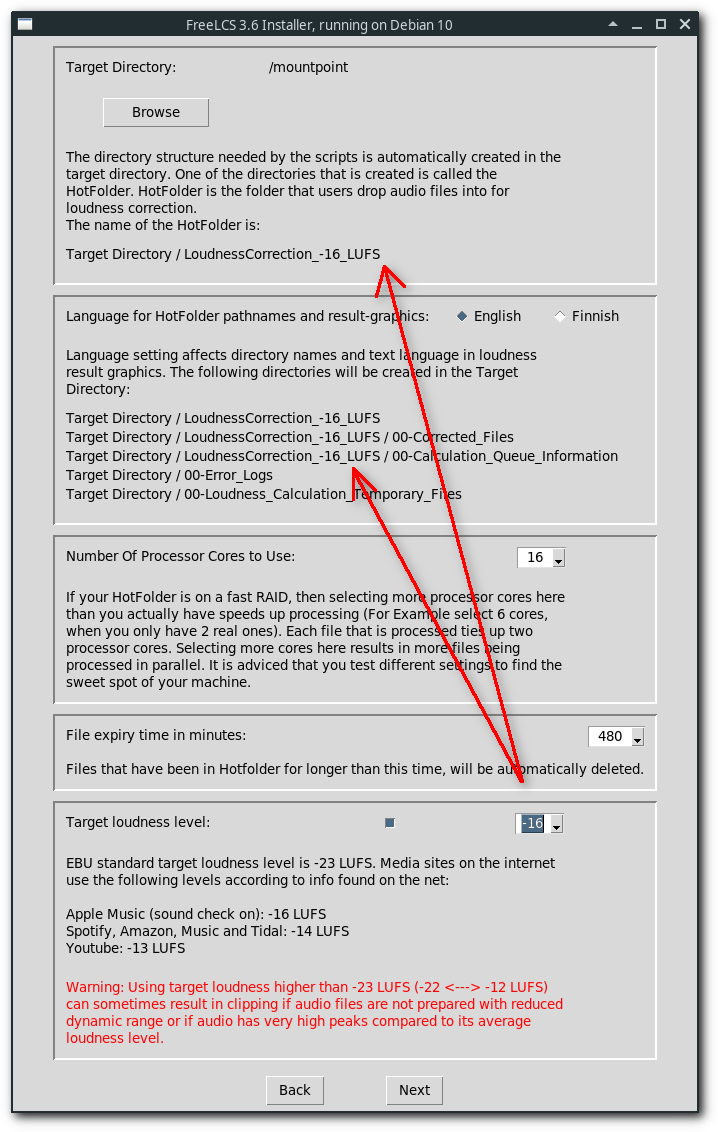 FreeLCS 3.6 Installer, running on Debian 10
Target Directory: /mountpoint
Browse
The directory structure needed by the scripts is automatically created in the
target directory. One of the directories that is created is called the
HotFolder. HotFolder is the folder that users drop audio files into for
loudness correction.
The name of the HotFolder is:
Target Directory / LoudnessCorrection_-16_LUFS
Language for HotFolder pathnames and result-graphics: English Finnish
Language setting affects directory names and text language in loudness
result graphics. The following directories will be created in the Target
Directory:
Target Directory / LoudnessCorrection_-16_LUFS
Target Directory / LoudnessCorrection_-16_LUFS / 00-Corrected_Files
Target Directory / LoudnessCorrection_-16_LUFS / 00-Calculation_Queue_Information
Target Directory / 00-Error_Logs
Target Directory / 00-Loudness_Calculation_Temporary_Files
Number Of Processor Cores to Use: 16
If your HotFolder is on a fast RAID, then selecting more processor cores here
than you actually have speeds up processing (For Example select 6 cores,
when you only have 2 real ones). Each file that is processed ties up two
processor cores. Selecting more cores here results in more files being
processed in parallel. It is adviced that you test different settings to find the
sweet spot of your machine.
File expiry time in minutes: 480
Files that have been in Hotfolder for longer than this time, will be automatically deleted.
Target loudness level: -16
EBU standard target loudness level is -23 LUFS. Media sites on the internet
use the following levels according to info found on the net:
Apple Music (sound check on): -16 LUFS
Spotify, Amazon, Music and Tidal: -14 LUFS
Youtube: -13 LUFS
Warning: Using target loudness higher than -23 LUFS (-22 <---> -12 LUFS)
can sometimes result in clipping if audio files are not prepared with reduced
dynamic range or if audio has very high peaks compared to its average
loudness level.
Back Next